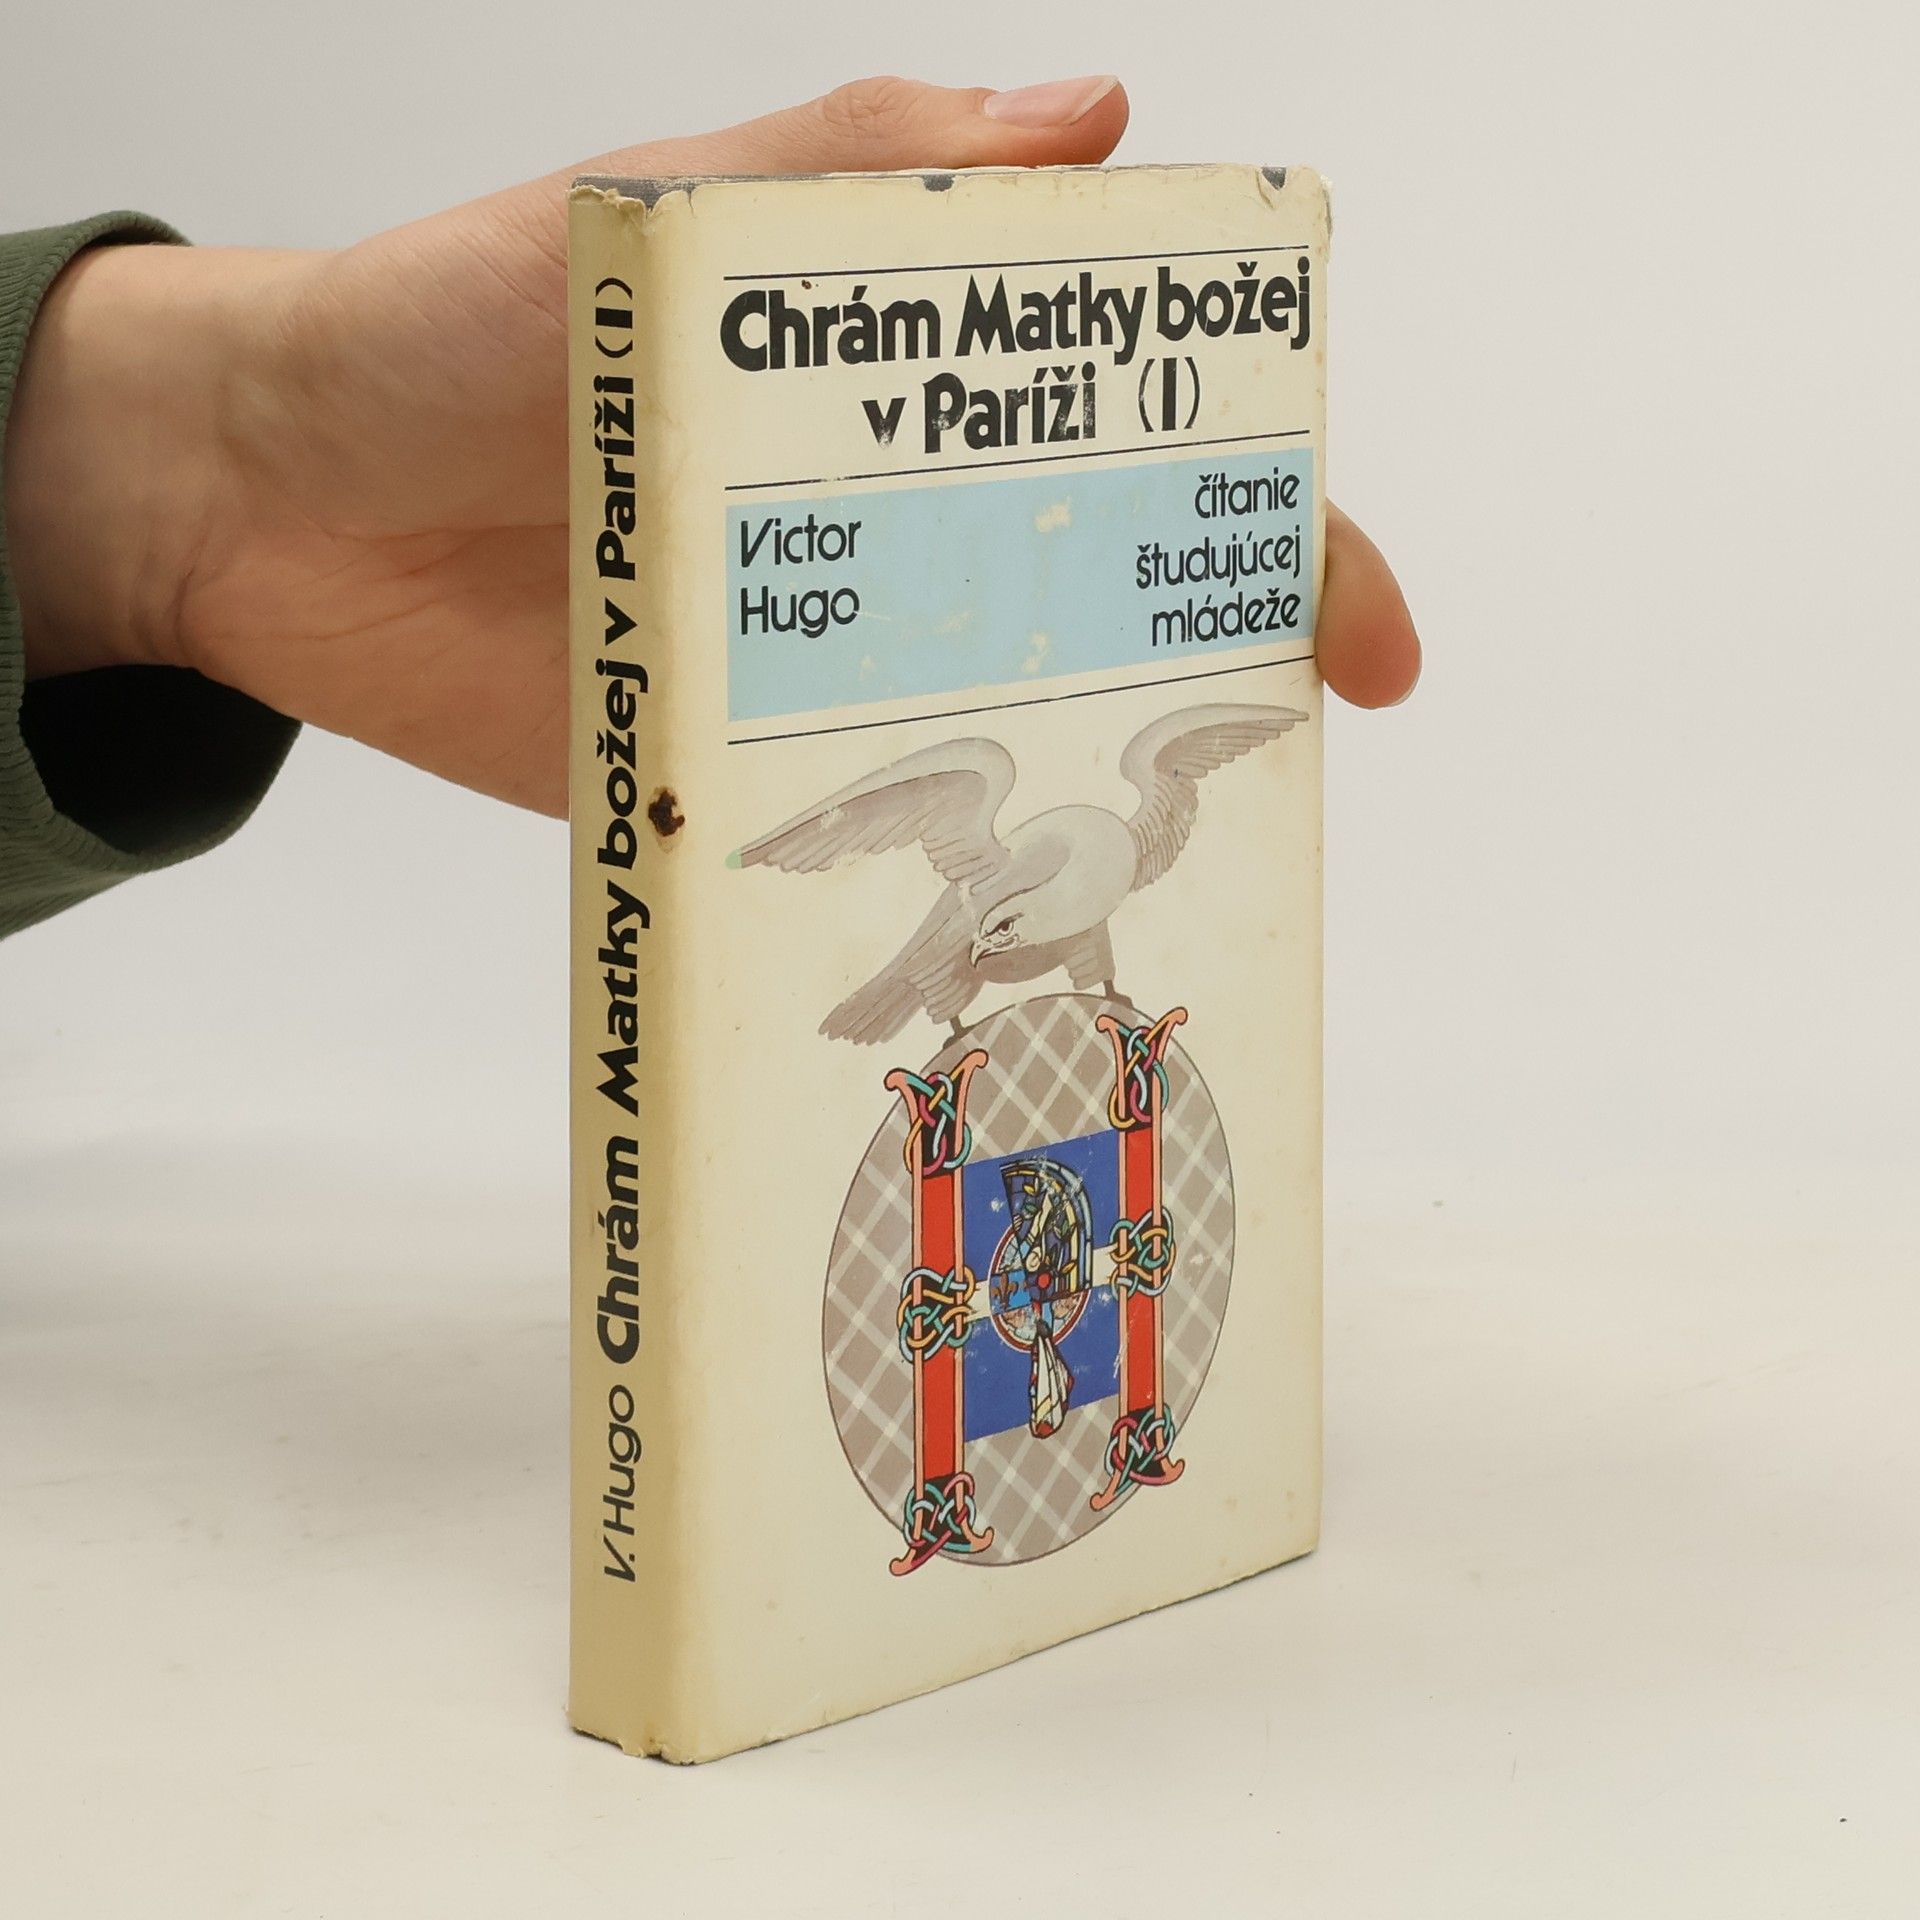 Chrám Matky božej
v Paríži (I)
Victor
Hugo
čítanie
študujúcej
mládeže
V. Hugo Chrám Matky božej v Paríži (I)